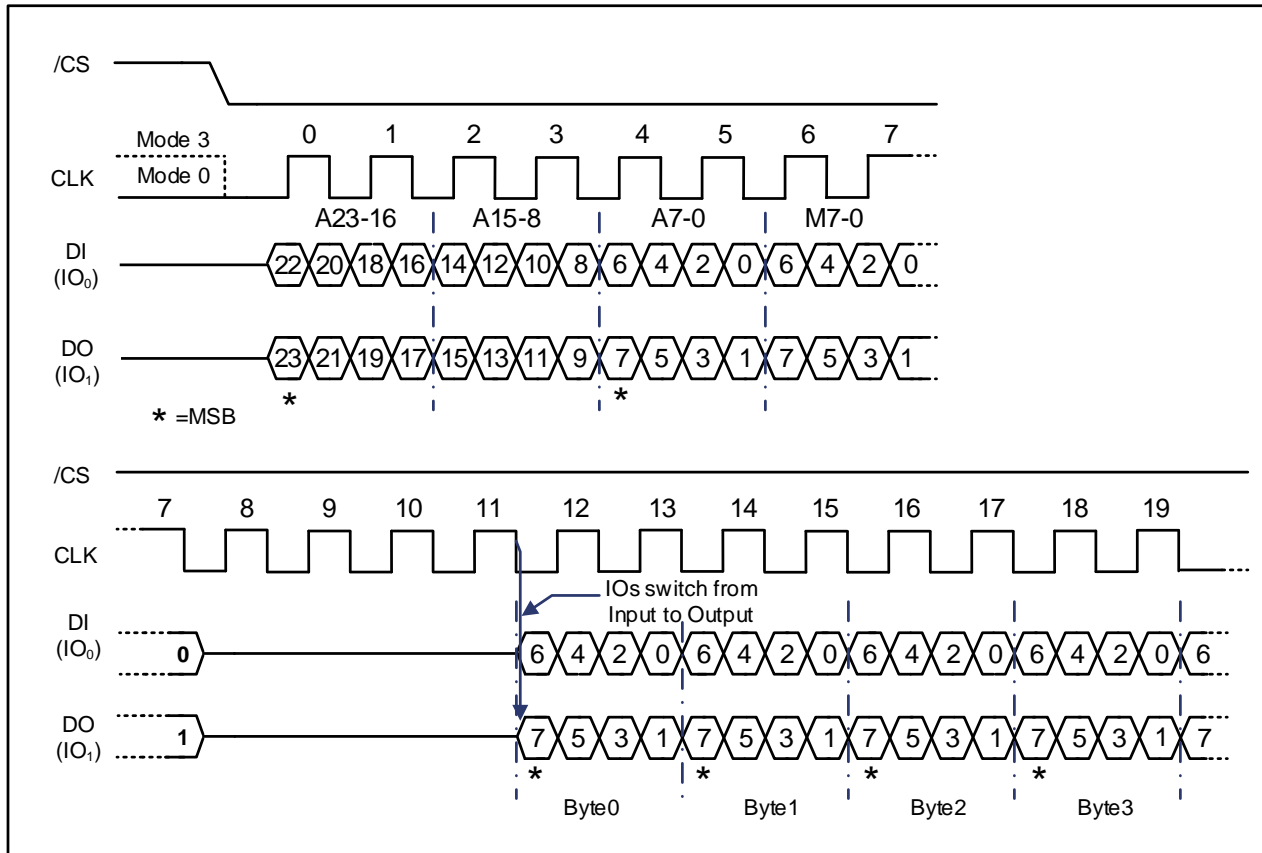 /CS
Mode 3
0 1 2 3 4 5 6 7
CLK
Mode 0
A23-16 A15-8 A7-0 M7-0
DI
(IO₀)
22 20 18 16 14 12 10 8 6 4 2 0 6 4 2 0
DO
(IO₁)
23 21 19 17 15 13 11 9 7 5 3 1 7 5 3 1
* *
* =MSB
/CS
7 8 9 10 11 12 13 14 15 16 17 18 19
CLK
IOs switch from
Input to Output
DI
(IO₀)
0 6 4 2 0 6 4 2 0 6 4 2 0 6 4 2 0 6
DO
(IO₁)
1 7 5 3 1 7 5 3 1 7 5 3 1 7 5 3 1 7
* * * *
Byte0 Byte1 Byte2 Byte3